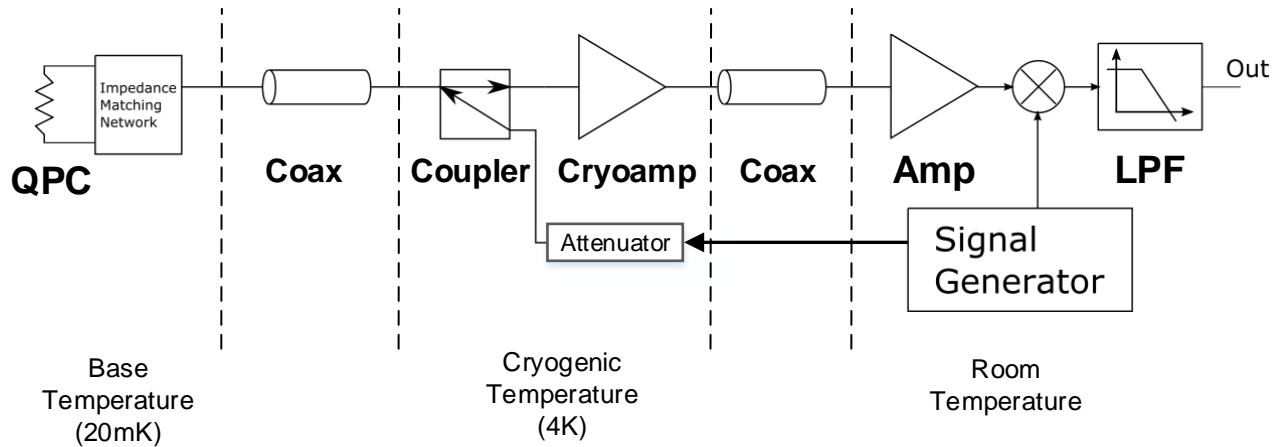 Impedance
Matching
Network
QPC
Coax
Coupler
Cryoamp
Coax
Amp
LPF
Out
Attenuator
Signal
Generator
Base
Temperature
(20mK)
Cryogenic
Temperature
(4K)
Room
Temperature